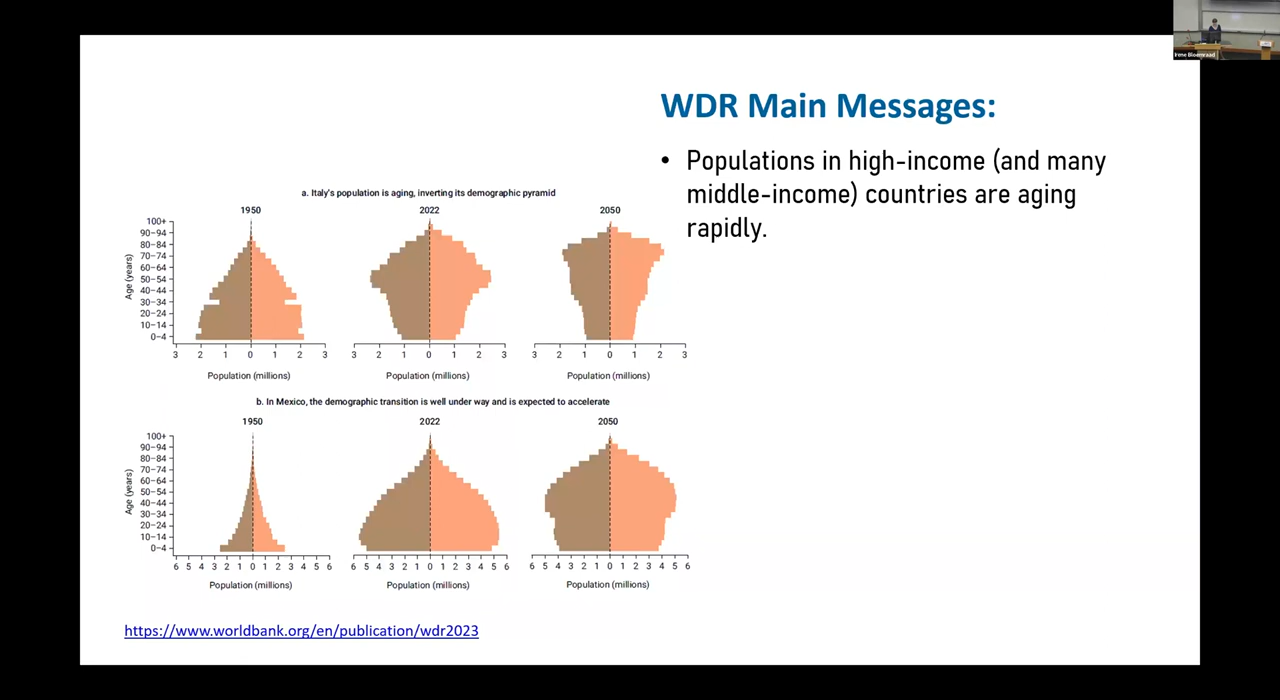 Irene Bloemraad
WDR Main Messages:
• Populations in high-income (and many
middle-income) countries are aging
rapidly.
a. Italy's population is aging, inverting its demographic pyramid
1950 2022 2050
Age (years)
100+
90–94
80–84
70–74
60–64
50–54
40–44
30–34
20–24
10–14
0–4
3 2 1 0 1 2 3 3 2 1 0 1 2 3 3 2 1 0 1 2 3
Population (millions) Population (millions) Population (millions)
b. In Mexico, the demographic transition is well under way and is expected to accelerate
1950 2022 2050
Age (years)
100+
90–94
80–84
70–74
60–64
50–54
40–44
30–34
20–24
10–14
0–4
6 5 4 3 2 1 0 1 2 3 4 5 6 6 5 4 3 2 1 0 1 2 3 4 5 6 6 5 4 3 2 1 0 1 2 3 4 5 6
Population (millions) Population (millions) Population (millions)
https://www.worldbank.org/en/publication/wdr2023